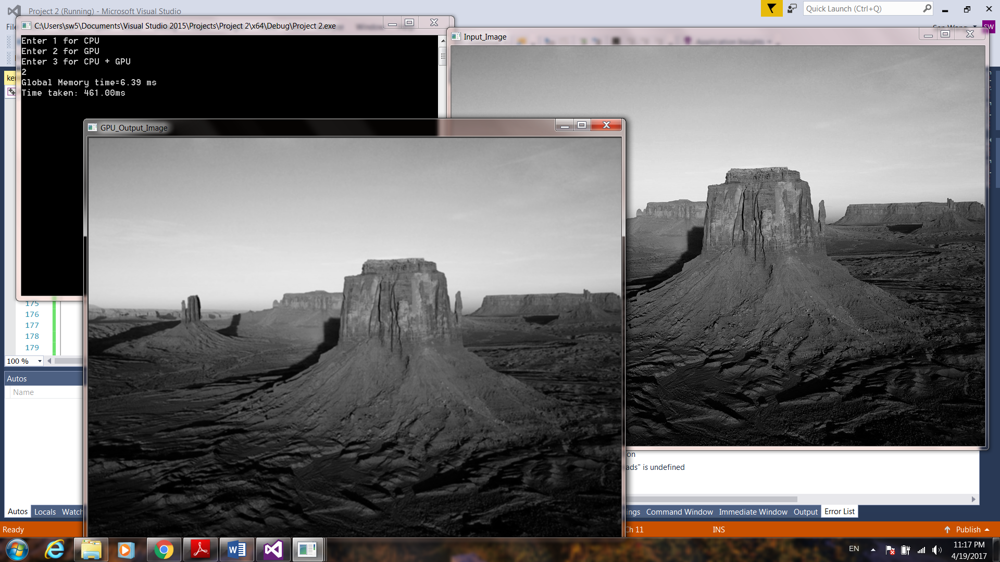 Project 2 (Running) - Microsoft Visual Studio
Quick Launch (Ctrl+Q)
SW
C:\Users\sw5\Documents\Visual Studio 2015\Projects\Project 2\x64\Debug\Project 2.exe
Enter 1 for CPU
Enter 2 for GPU
Enter 3 for CPU + GPU
2
Global Memory time=6.39 ms
Time taken: 461.00ms
Input_Image
GPU_Output_Image
175
176
177
178
179
100 %
Autos
Name
on
ads" is undefined
Autos Locals Watch
ings Command Window Immediate Window Output Error List
Ready
Ch 11
INS
Publish
EN
11:17 PM
4/19/2017